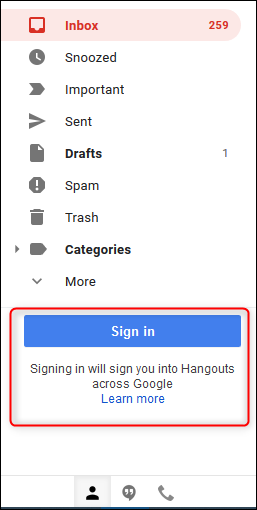 Inbox 259
Snoozed
Important
Sent
Drafts 1
Spam
Trash
Categories
More
Sign in
Signing in will sign you into Hangouts
across Google
Learn more